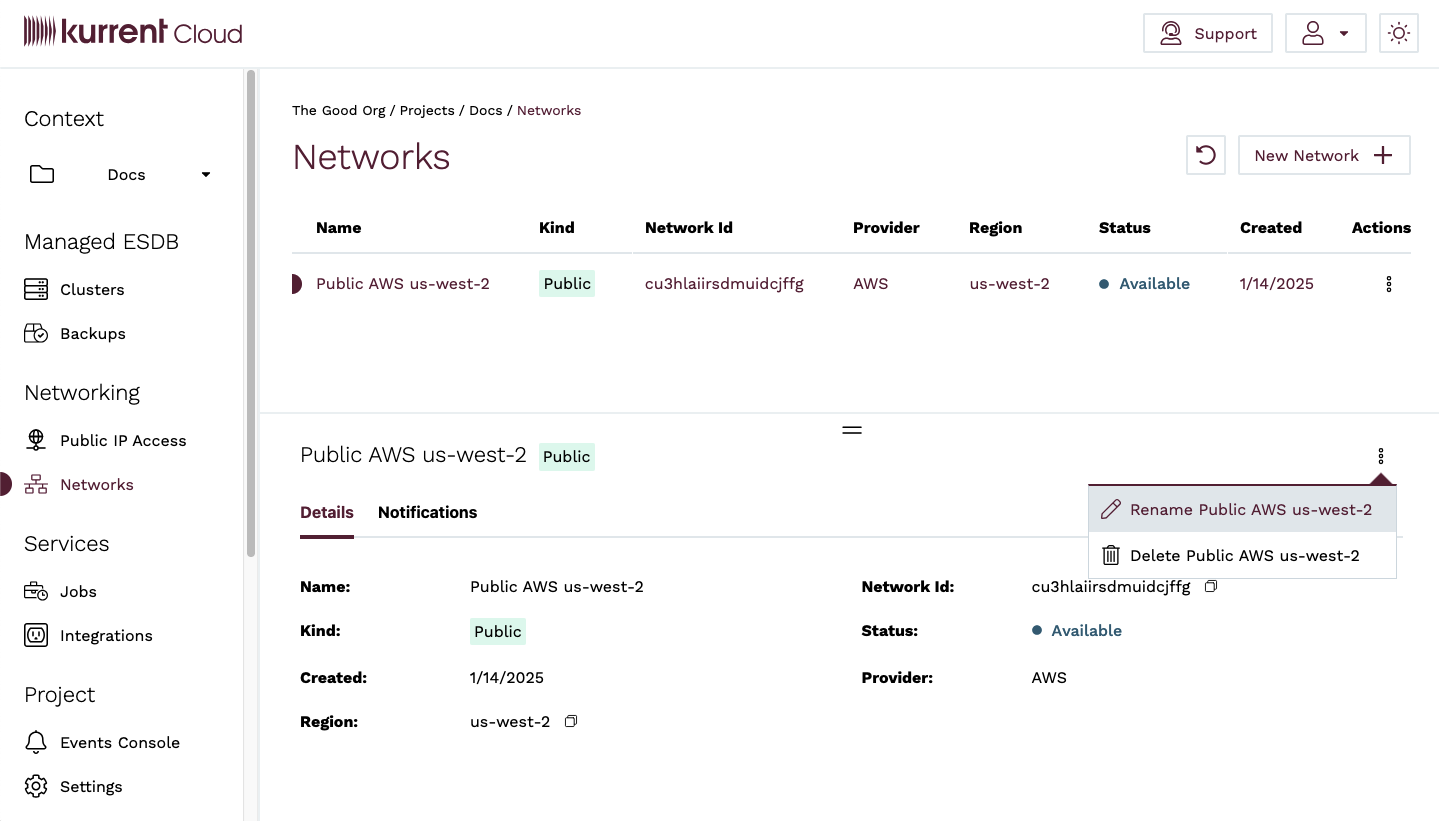 kurrent Cloud
Support
Context
Docs
Managed ESDB
Clusters
Backups
Networking
Public IP Access
Networks
Services
Jobs
Integrations
Project
Events Console
Settings
The Good Org / Projects / Docs / Networks
Networks
New Network
Name Kind Network Id Provider Region Status Created Actions
Public AWS us-west-2 Public cu3hlaiirsdmuidcjffg AWS us-west-2 Available 1/14/2025
Public AWS us-west-2 Public
Rename Public AWS us-west-2
Delete Public AWS us-west-2
Details Notifications
Name: Public AWS us-west-2 Network Id: cu3hlaiirsdmuidcjffg
Kind: Public Status: Available
Created: 1/14/2025 Provider: AWS
Region: us-west-2